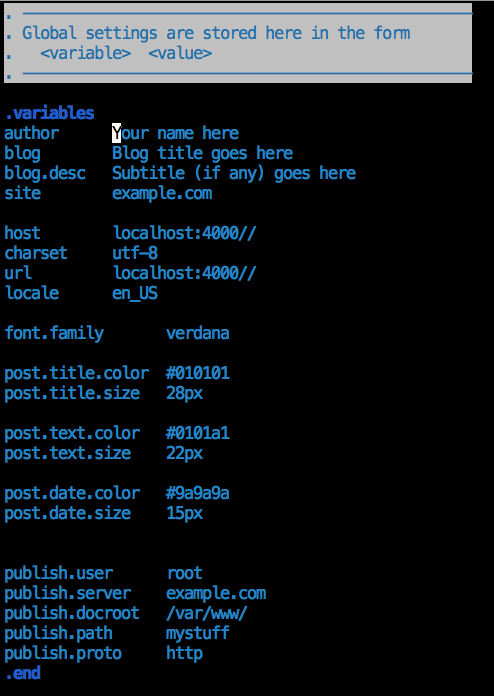 . ——————————————————————————————————————————————————
. Global settings are stored here in the form
.   <variable>  <value>
. ——————————————————————————————————————————————————
.variables
author      Your name here
blog        Blog title goes here
blog.desc   Subtitle (if any) goes here
site        example.com
host        localhost:4000//
charset     utf-8
url         localhost:4000//
locale      en_US
font.family       verdana
post.title.color  #010101
post.title.size   28px
post.text.color   #0101a1
post.text.size    22px
post.date.color   #9a9a9a
post.date.size    15px
publish.user      root
publish.server    example.com
publish.docroot   /var/www/
publish.path      mystuff
publish.proto     http
.end